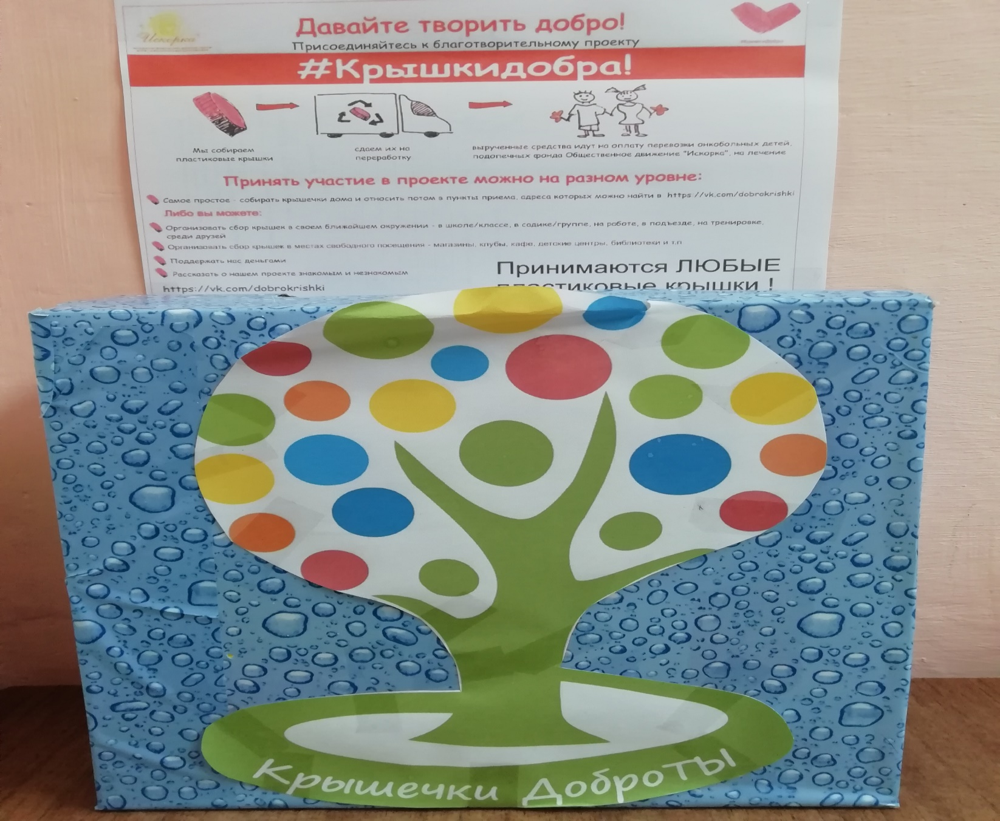 Искорка
Давайте творить добро!
Присоединяйтесь к благотворительному проекту
#Крышкидобра!
Мы собираем
пластиковые крышки
сдаем их на
переработку
вырученные средства идут на оплату перевозки онкобольных детей,
подопечных фонда Общественное движение "Искорка", на лечение
Принять участие в проекте можно на разном уровне:
Самое простое - собирать крышечки дома и относить потом в пункты приема, адреса которых можно найти в https://vk.com/dobrokrishki
Либо вы можете:
Организовать сбор крышек в своем ближайшем окружении - в школе/классе, в садике/группе, на работе, в подъезде, на тренировке,
среди друзей
Организовать сбор крышек в местах свободного посещения - магазины, клубы, кафе, детские центры, библиотеки и т.п
Поддержать нас деньгами
Рассказать о нашем проекте знакомым и незнакомым
https://vk.com/dobrokrishki
Принимаются ЛЮБЫЕ
пластиковые крышки !
Крышечки Доброты